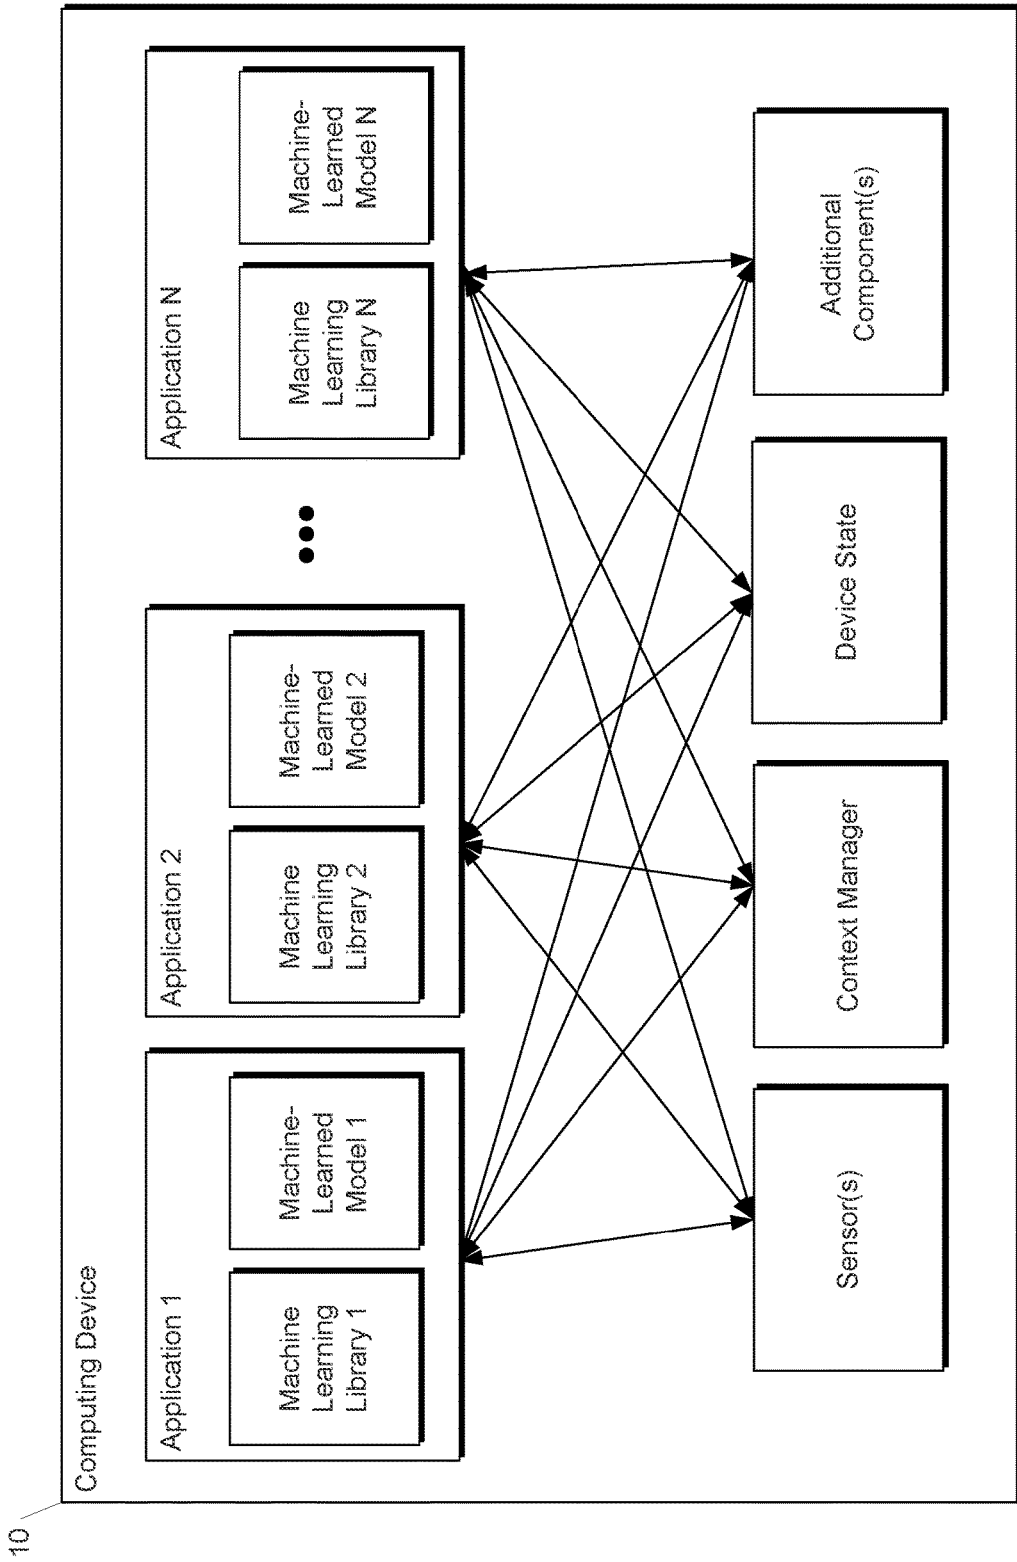 10
Computing Device
Application 1
Machine
Learning
Library 1
Machine-
Learned
Model 1
Application 2
Machine
Learning
Library 2
Machine-
Learned
Model 2
Application N
Machine
Learning
Library N
Machine-
Learned
Model N
Sensor(s)
Context Manager
Device State
Additional
Component(s)